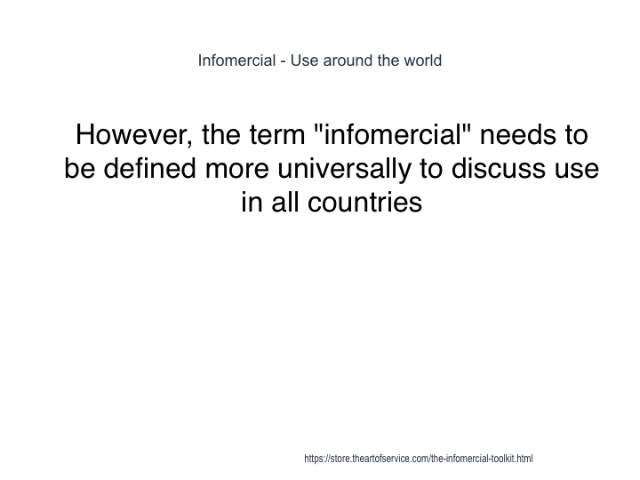 Infomercial - Use around the world
However, the term "infomercial" needs to
be defined more universally to discuss use
in all countries
https://store.theartofservice.com/the-infomercial-toolkit.html